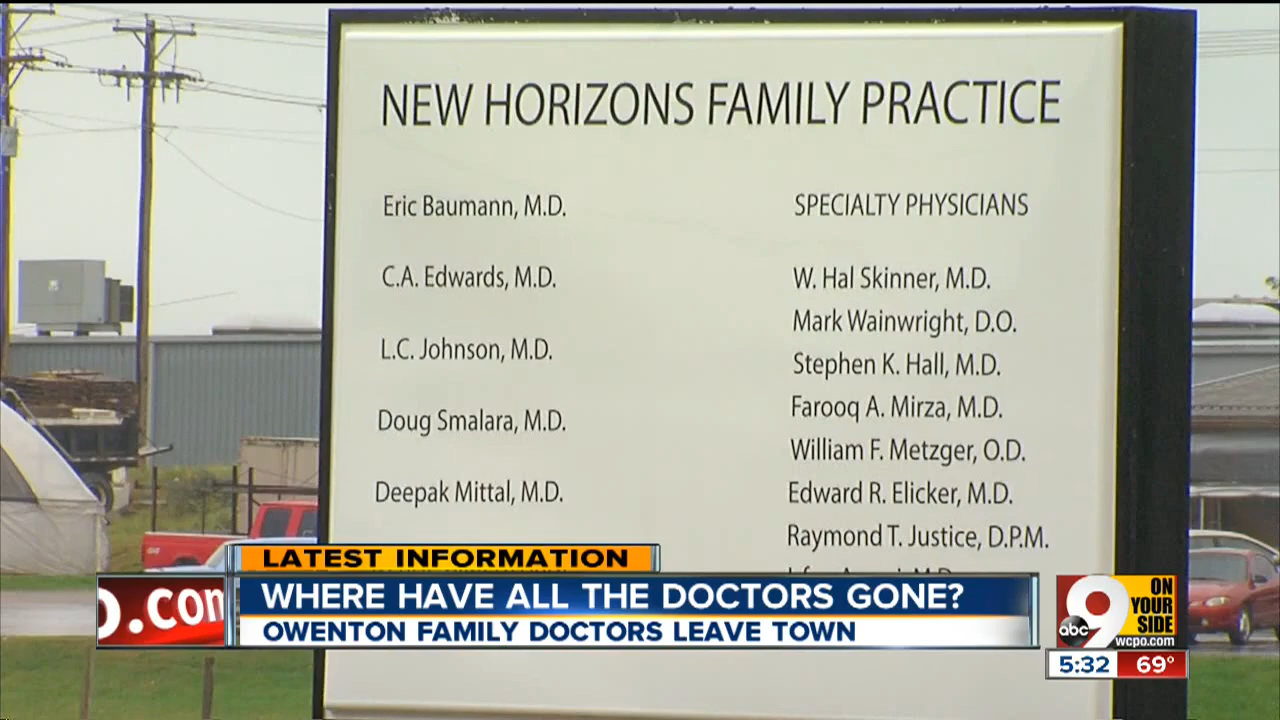 NEW HORIZONS FAMILY PRACTICE
Eric Baumann, M.D.
C.A. Edwards, M.D.
L.C. Johnson, M.D.
Doug Smalara, M.D.
Deepak Mittal, M.D.
SPECIALTY PHYSICIANS
W. Hal Skinner, M.D.
Mark Wainwright, D.O.
Stephen K. Hall, M.D.
Farooq A. Mirza, M.D.
William F. Metzger, O.D.
Edward R. Elicker, M.D.
Raymond T. Justice, D.P.M.
LATEST INFORMATION
WHERE HAVE ALL THE DOCTORS GONE?
OWENTON FAMILY DOCTORS LEAVE TOWN
.com
abc 9 ON
YOUR
SIDE
wcpo.com
5:32 69°